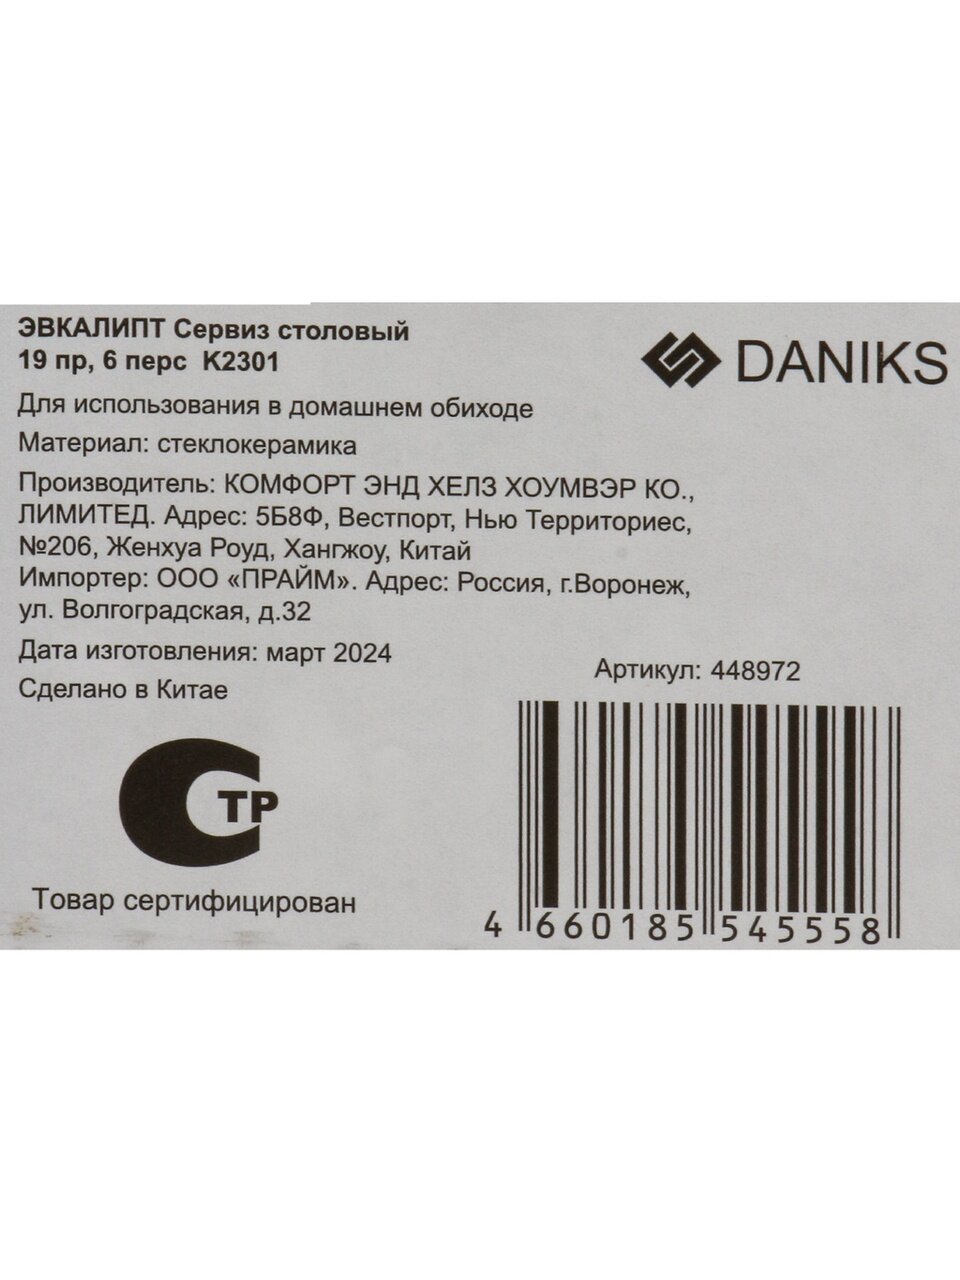 ЭВКАЛИПТ Сервиз столовый
19 пр, 6 перс K2301
DANIKS
Для использования в домашнем обиходе
Материал: стеклокерамика
Производитель: КОМФОРТ ЭНД ХЕЛЗ ХОУМВЭР КО.,
ЛИМИТЕД. Адрес: 5Б8Ф, Вестпорт, Нью Территориес,
№206, Женхуа Роуд, Хангжоу, Китай
Импортер: ООО «ПРАЙМ». Адрес: Россия, г.Воронеж,
ул. Волгоградская, д.32
Дата изготовления: март 2024
Сделано в Китае
Артикул: 448972
СТР
Товар сертифицирован
4 660185 545558